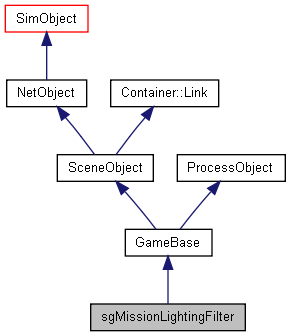 SimObject
NetObject
Container::Link
SceneObject
ProcessObject
GameBase
sgMissionLightingFilter